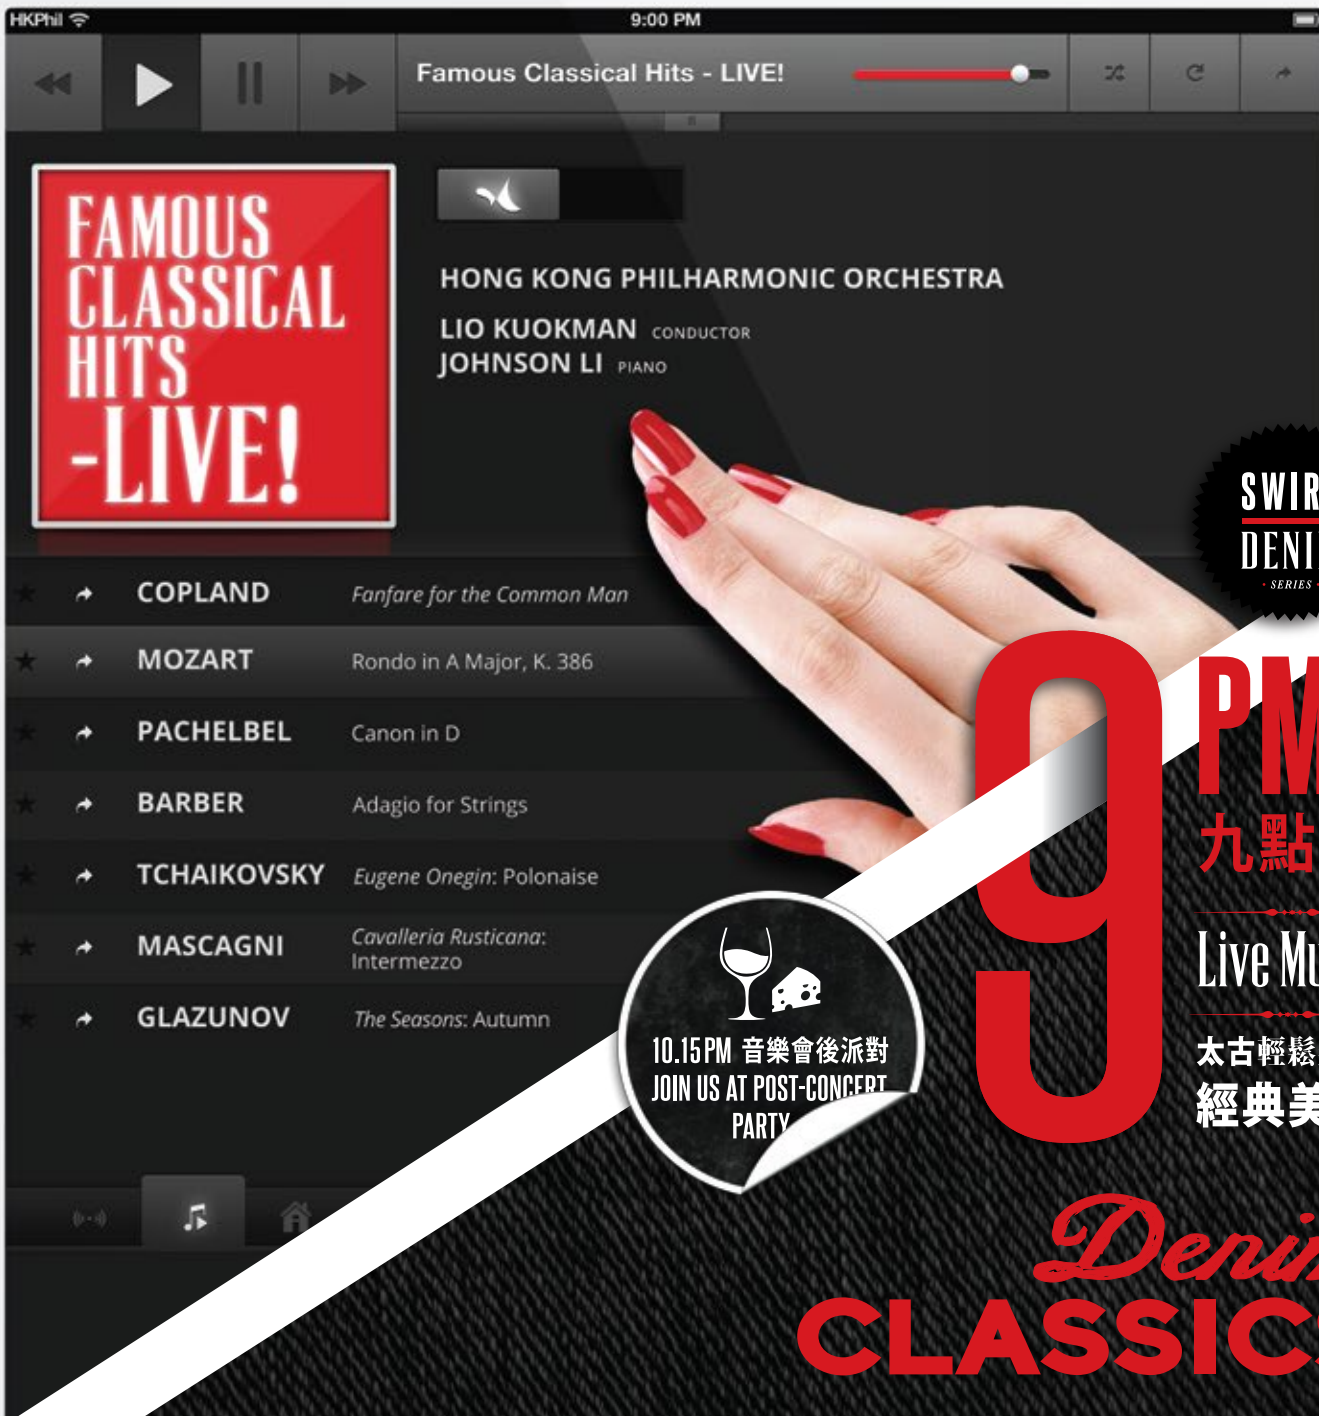 HKPhil
9:00 PM
Famous Classical Hits - LIVE!
FAMOUS
CLASSICAL
HITS
-LIVE!
HONG KONG PHILHARMONIC ORCHESTRA
LIO KUOKMAN CONDUCTOR
JOHNSON LI PIANO
SWIR
DENI
· SERIES ·
COPLAND Fanfare for the Common Man
MOZART Rondo in A Major, K. 386
PACHELBEL Canon in D
BARBER Adagio for Strings
TCHAIKOVSKY Eugene Onegin: Polonaise
MASCAGNI Cavalleria Rusticana:
Intermezzo
GLAZUNOV The Seasons: Autumn
9 PM
九點
Live Mu
太古輕鬆
經典美
10.15PM 音樂會後派對
JOIN US AT POST-CONCERT
PARTY
Denim
CLASSICS